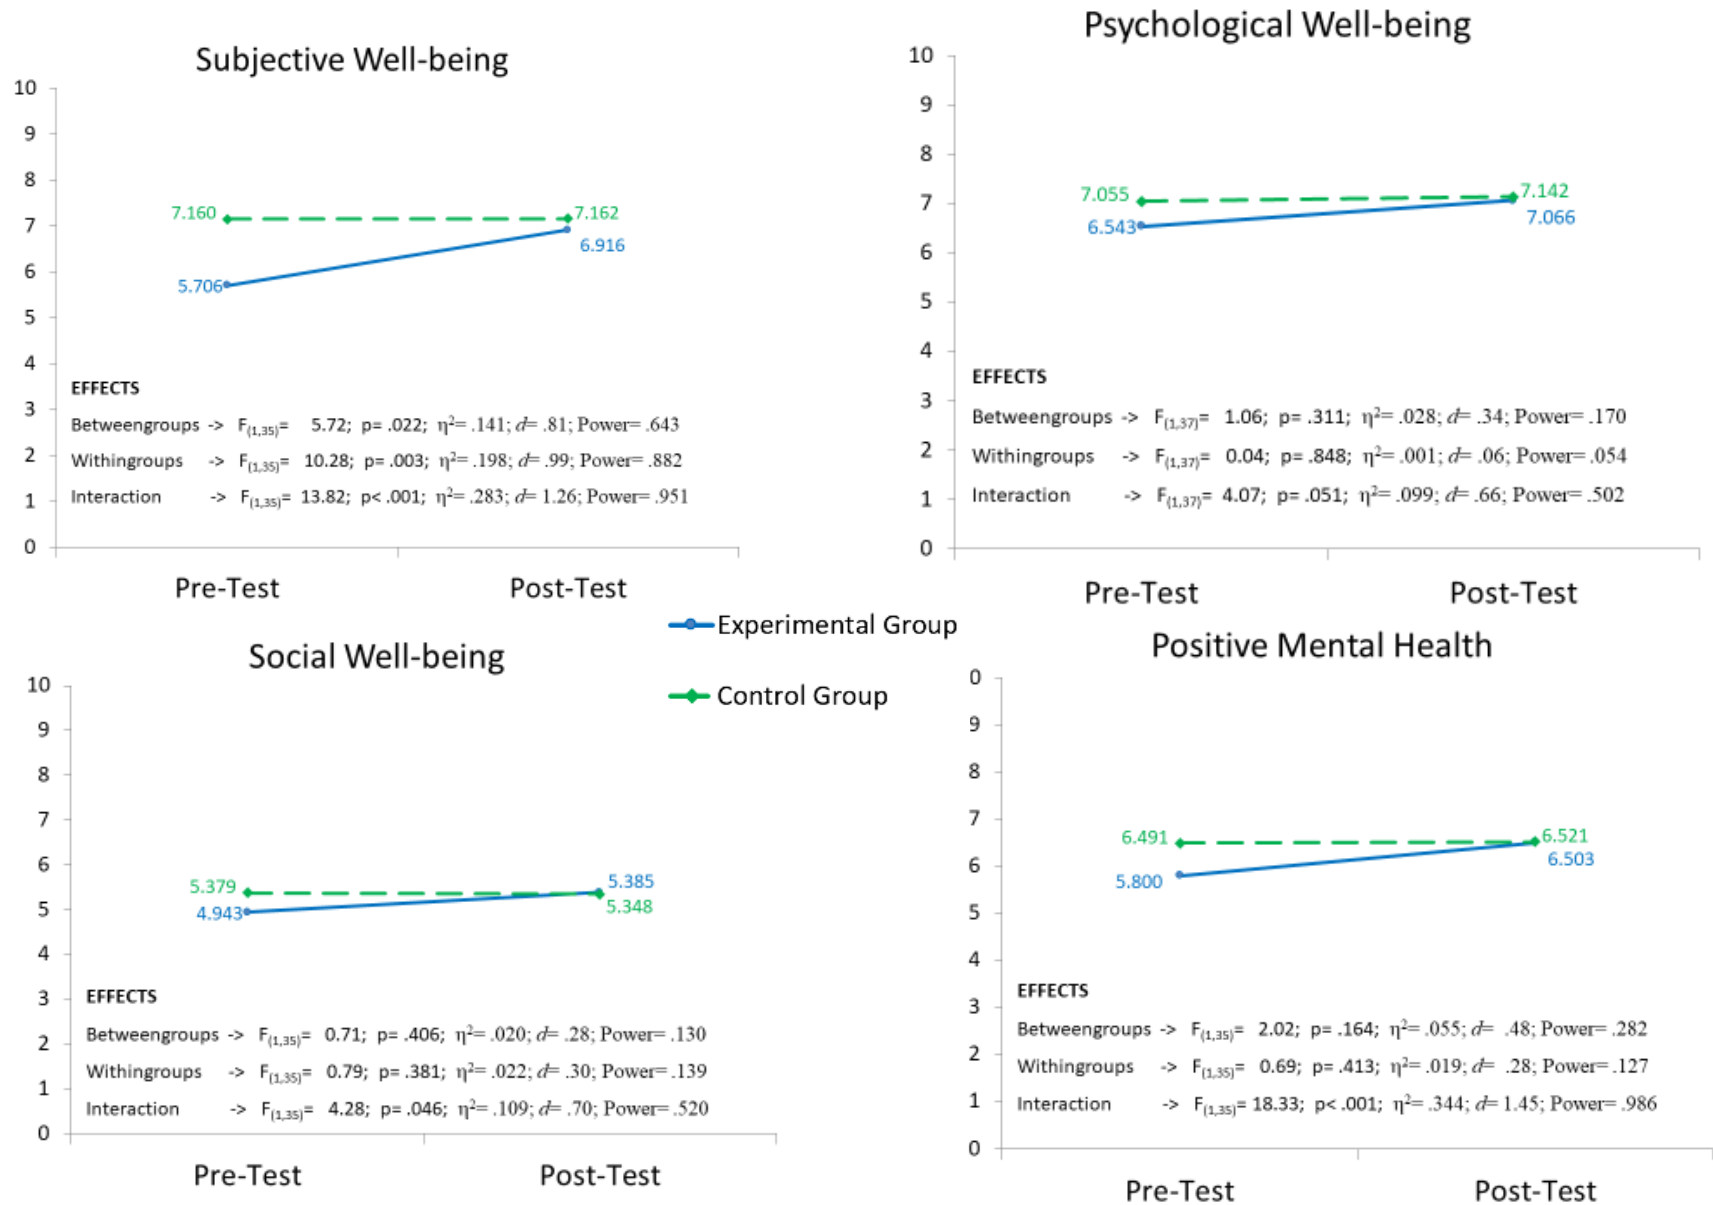 Subjective Well-being
10
9
8
7
6
5
4
3
2
1
0
7.160
7.162
5.706
6.916
EFFECTS
Betweengroups -> F(1,35)= 5.72; p= .022; η²= .141; d= .81; Power= .643
Withingroups -> F(1,35)= 10.28; p= .003; η²= .198; d= .99; Power= .882
Interaction -> F(1,35)= 13.82; p< .001; η²= .283; d= 1.26; Power= .951
Pre-Test Post-Test
Psychological Well-being
10
9
8
7
6
5
4
3
2
1
0
7.055
7.142
6.543
7.066
EFFECTS
Betweengroups -> F(1,37)= 1.06; p= .311; η²= .028; d= .34; Power= .170
Withingroups -> F(1,37)= 0.04; p= .848; η²= .001; d= .06; Power= .054
Interaction -> F(1,37)= 4.07; p= .051; η²= .099; d= .66; Power= .502
Pre-Test Post-Test
Experimental Group
Control Group
Social Well-being
10
9
8
7
6
5
4
3
2
1
0
5.379
5.385
4.943
5.348
EFFECTS
Betweengroups -> F(1,35)= 0.71; p= .406; η²= .020; d= .28; Power= .130
Withingroups -> F(1,35)= 0.79; p= .381; η²= .022; d= .30; Power= .139
Interaction -> F(1,35)= 4.28; p= .046; η²= .109; d= .70; Power= .520
Pre-Test Post-Test
Positive Mental Health
0
9
8
7
6
5
4
3
2
1
0
6.491
6.521
5.800
6.503
EFFECTS
Betweengroups -> F(1,35)= 2.02; p= .164; η²= .055; d= .48; Power= .282
Withingroups -> F(1,35)= 0.69; p= .413; η²= .019; d= .28; Power= .127
Interaction -> F(1,35)= 18.33; p< .001; η²= .344; d= 1.45; Power= .986
Pre-Test Post-Test